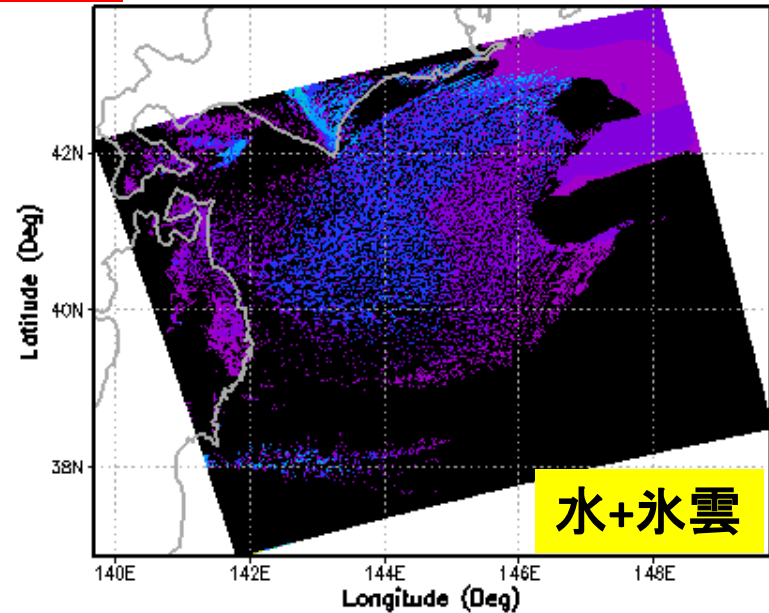 42N
40N
38N
Latitude (Deg)
水+氷雲
140E 142E 144E 146E 148E
Longitude (Deg)